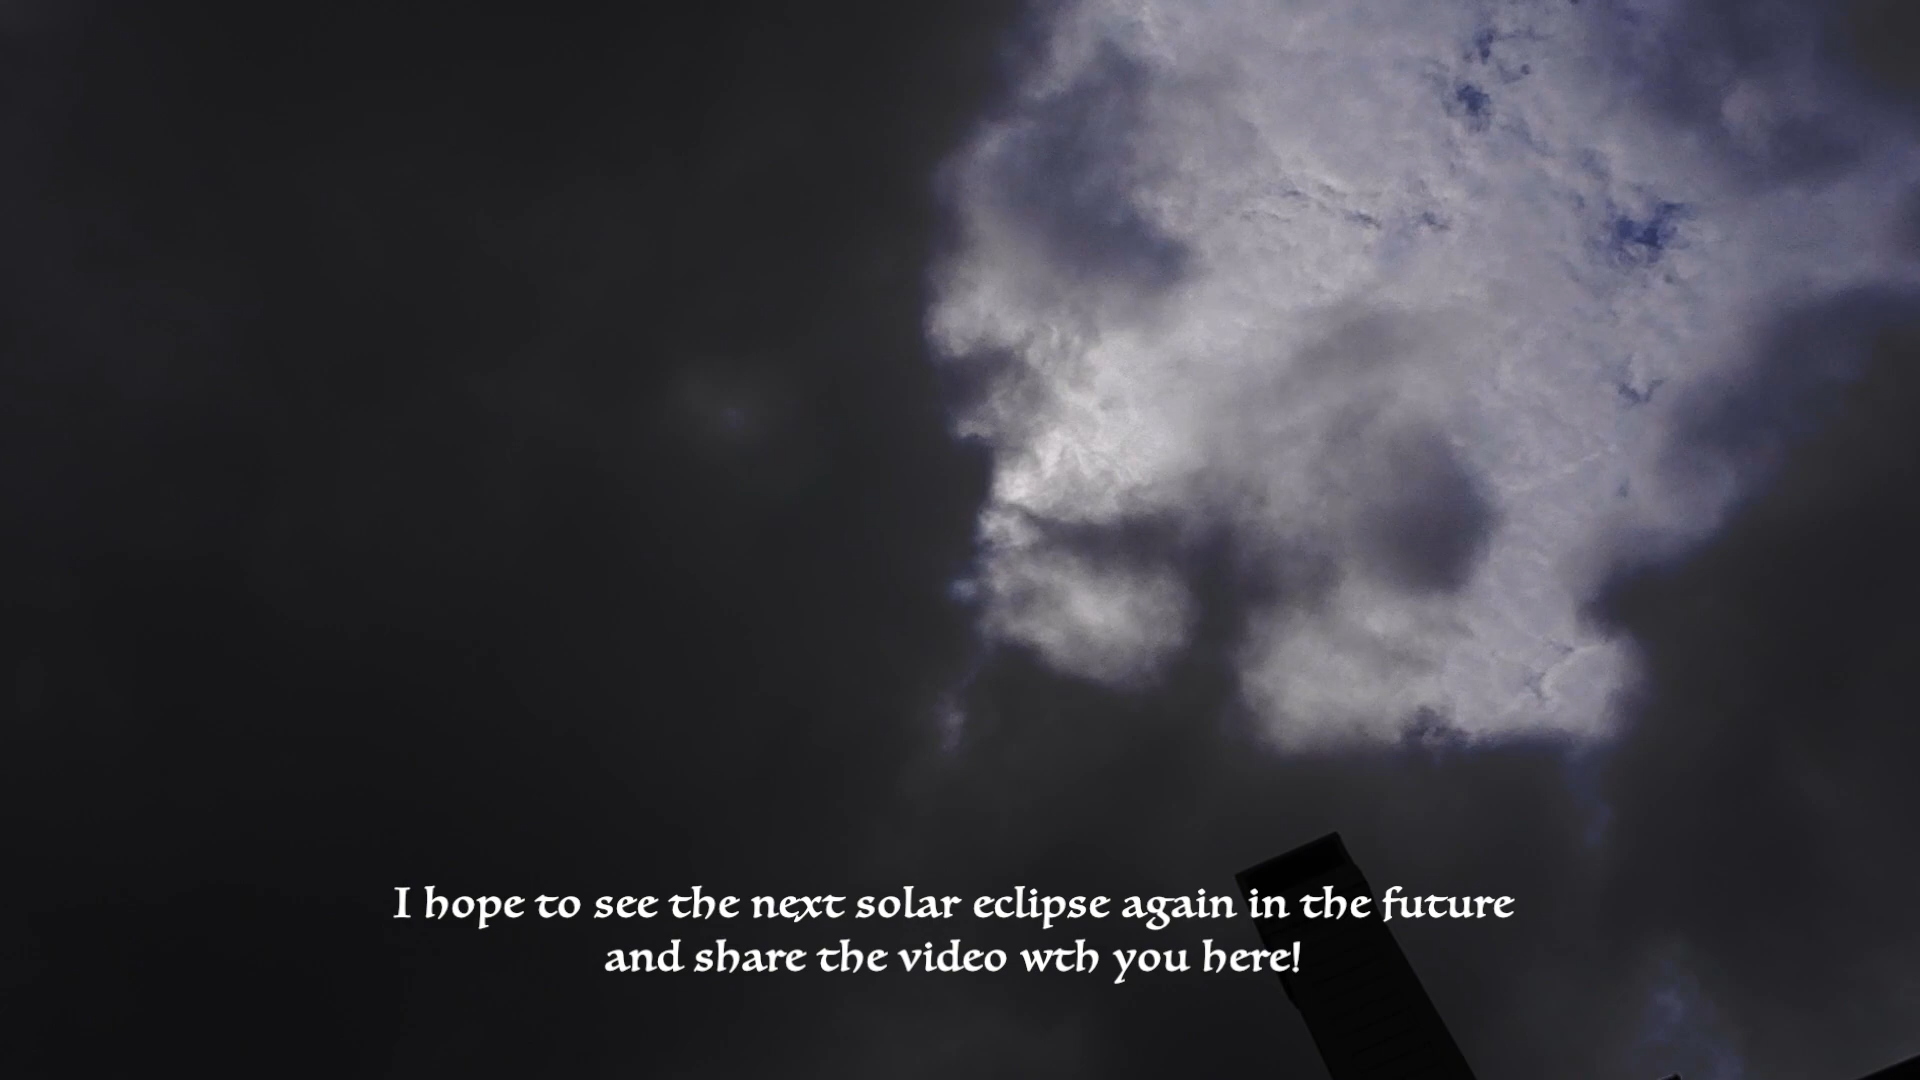 I hope to see the next solar eclipse again in the future
and share the video wth you here!